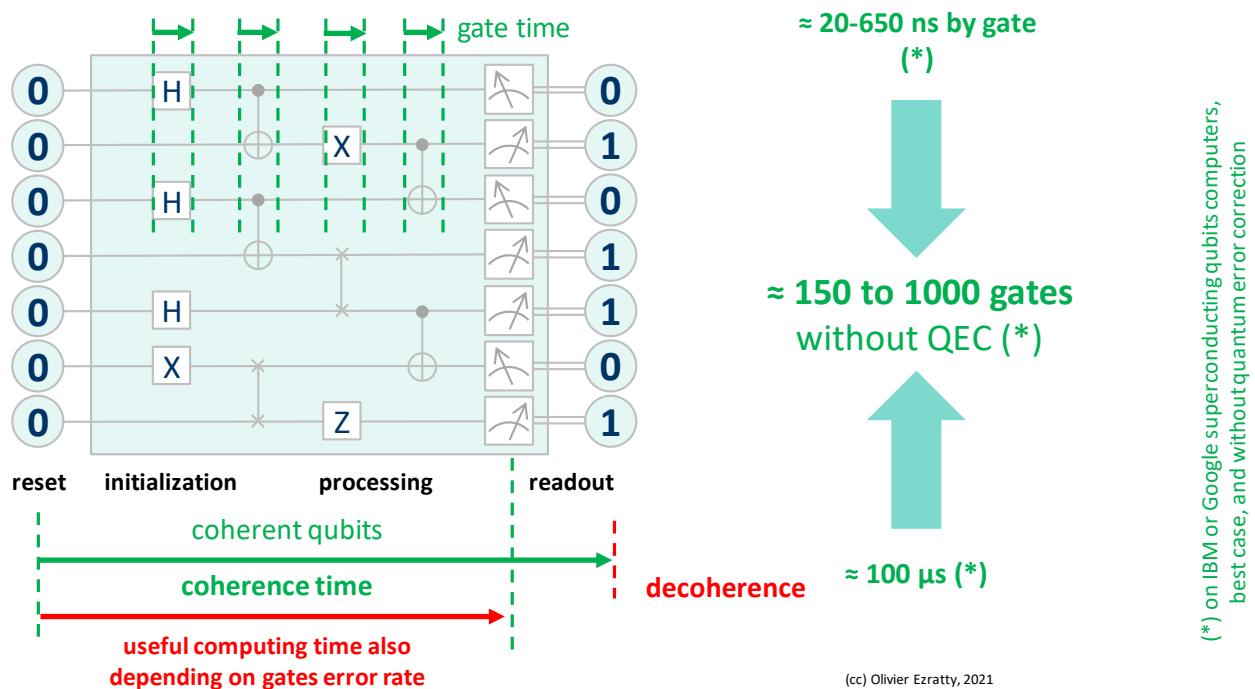 gate time
≈ 20-650 ns by gate
(*)
0 H 0
0 X 1
0 H 0
0 1
0 H 1
0 X 0
0 Z 1
≈ 150 to 1000 gates
without QEC (*)
reset initialization processing readout
coherent qubits
coherence time
decoherence
≈ 100 µs (*)
useful computing time also
depending on gates error rate
(cc) Olivier Ezratty, 2021
(*) on IBM or Google superconducting qubits computers,
best case, and without quantum error correction